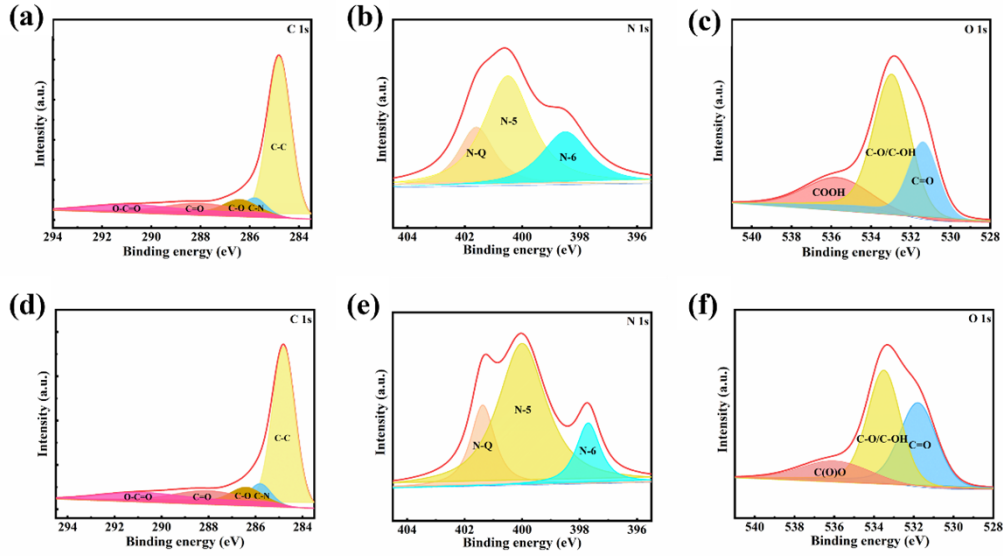 (a)
C 1s
Intensity (a.u.)
C-C
O-C=O
C=O
C-O
C-N
294 292 290 288 286 284
Binding energy (eV)
(b)
N 1s
Intensity (a.u.)
N-Q
N-5
N-6
404 402 400 398 396
Binding energy (eV)
(c)
O 1s
Intensity (a.u.)
COOH
C-O/C-OH
C=O
540 538 536 534 532 530 528
Binding energy (eV)
(d)
C 1s
Intensity (a.u.)
C-C
O-C=O
C=O
C-O
C-N
294 292 290 288 286 284
Binding energy (eV)
(e)
N 1s
Intensity (a.u.)
N-Q
N-5
N-6
404 402 400 398 396
Binding energy (eV)
(f)
O 1s
Intensity (a.u.)
C(O)O
C-O/C-OH
C=O
540 538 536 534 532 530 528
Binding energy (eV)